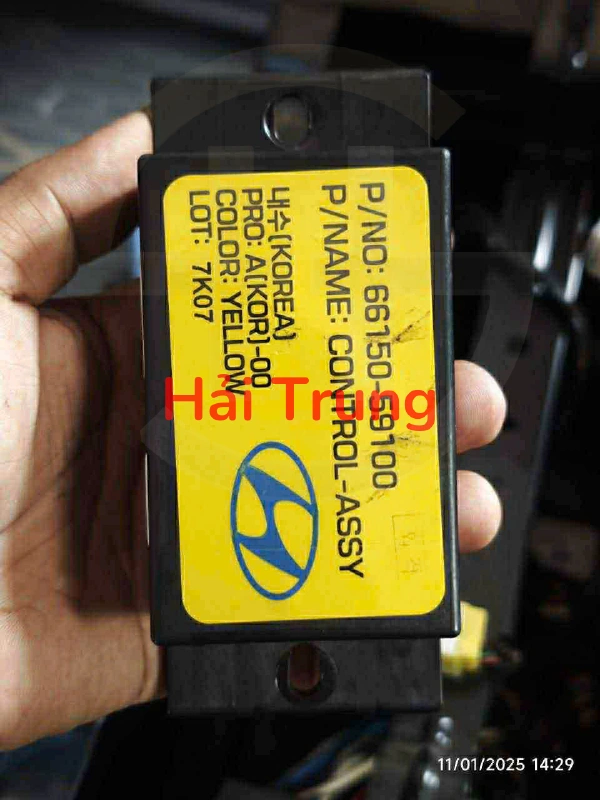 P/NO: 66150-59100
P/NAME: CONTROL-ASSY
내수(KOREA)
PRO: A(KOR)-00
COLOR: YELLOW
LOT: 7K07
Hải Trung
11/01/2025 14:29